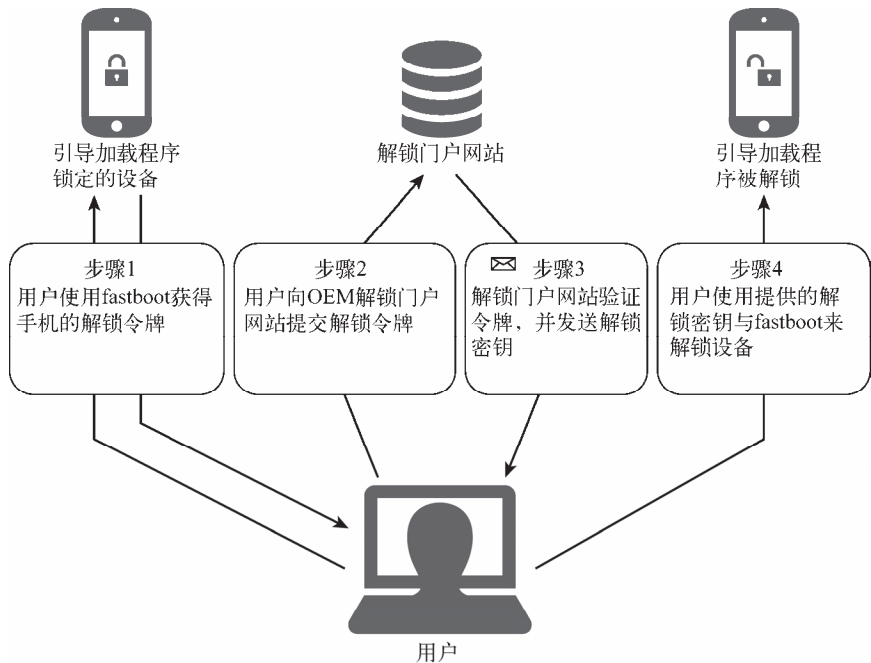 引导加载程序
锁定的设备
解锁门户网站
引导加载程
序被解锁
步骤1
用户使用fastboot获得
手机的解锁令牌
步骤2
用户向OEM解锁门户
网站提交解锁令牌
步骤3
解锁门户网站验证
令牌，并发送解锁
密钥
步骤4
用户使用提供的解
锁密钥与fastboot来
解锁设备
用户